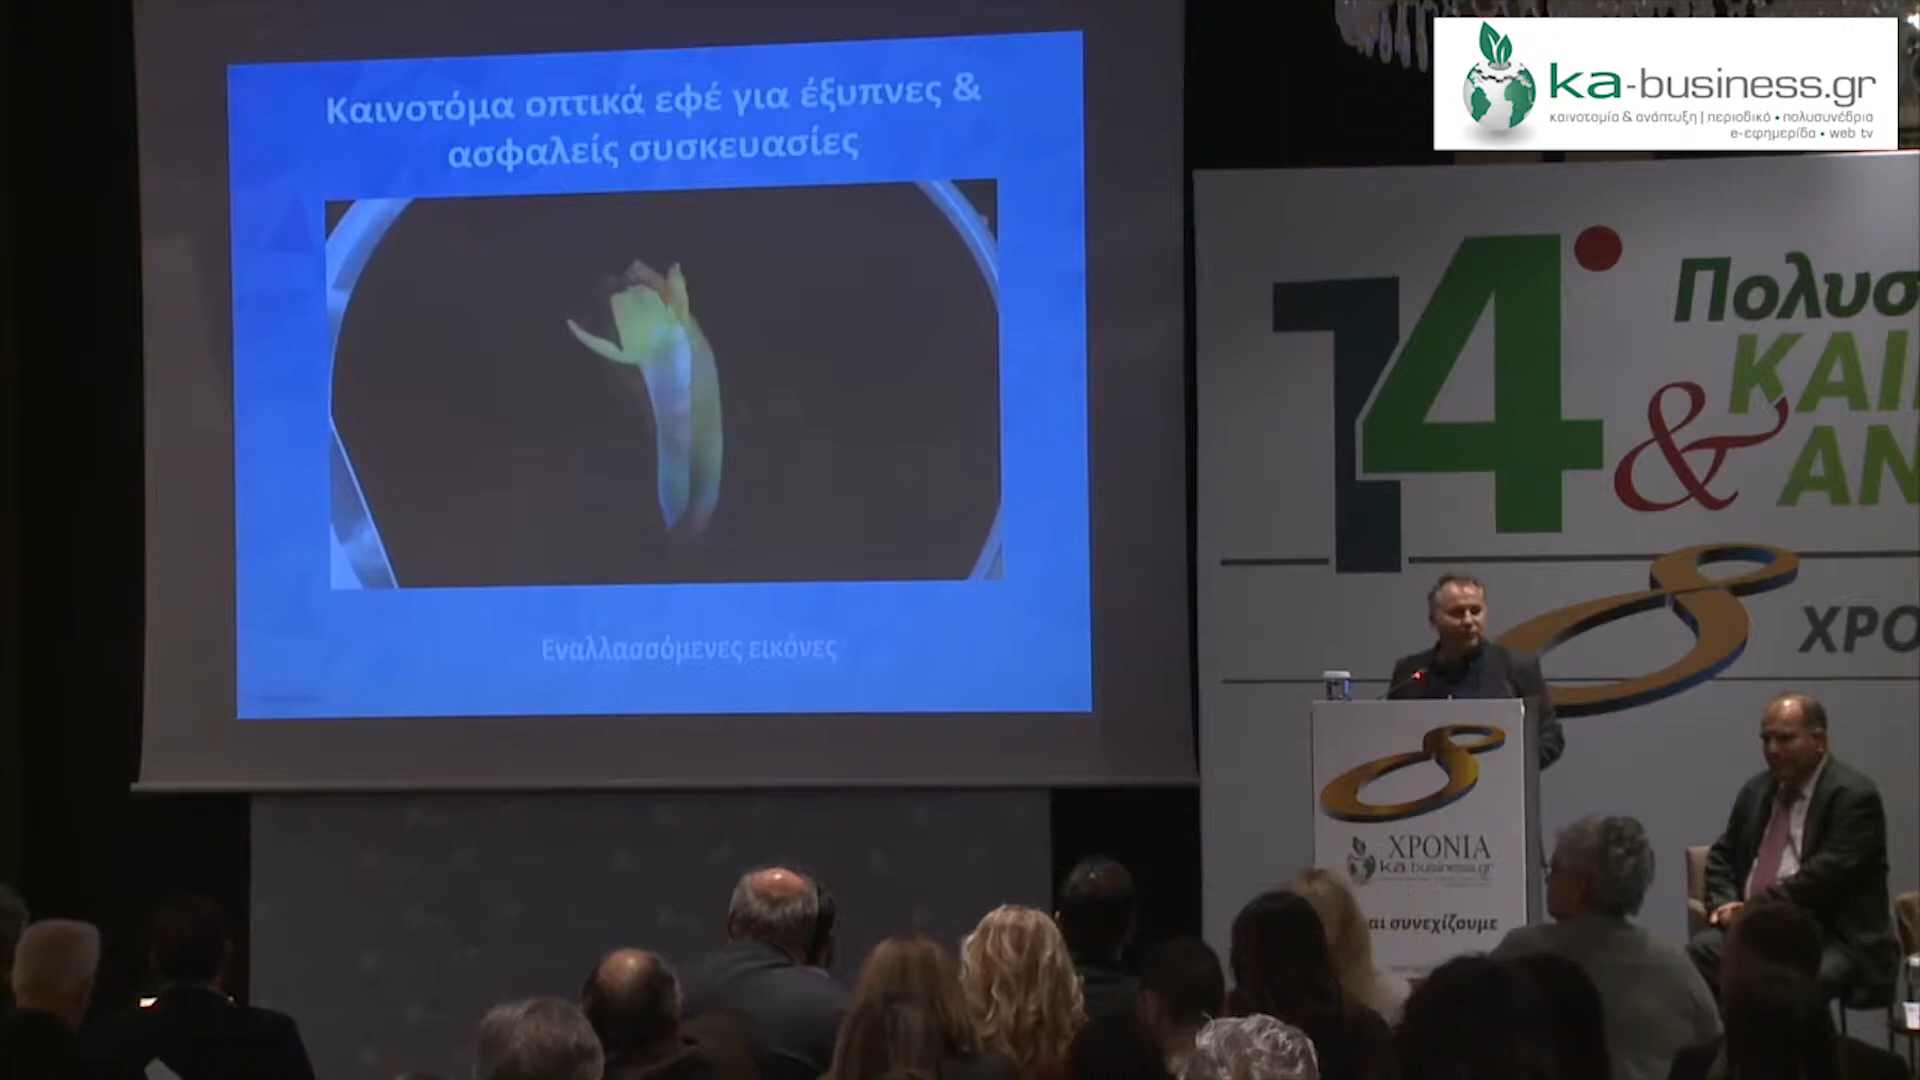 Καινοτόμα οπτικά εφέ για έξυπνες &
ασφαλείς συσκευασίες
Εναλλασσόμενες εικόνες
ka-business.gr
καινοτομία & ανάπτυξη | περιοδικό • πολυσυνέδρια
e-εφημερίδα • web tv
14°
Πολυσ
ΚΑΙ
& ΑΝ
8
ΧΡΟ
8
ΧΡΟΝΙΑ
ka-business.gr
αι συνεχίζουμε